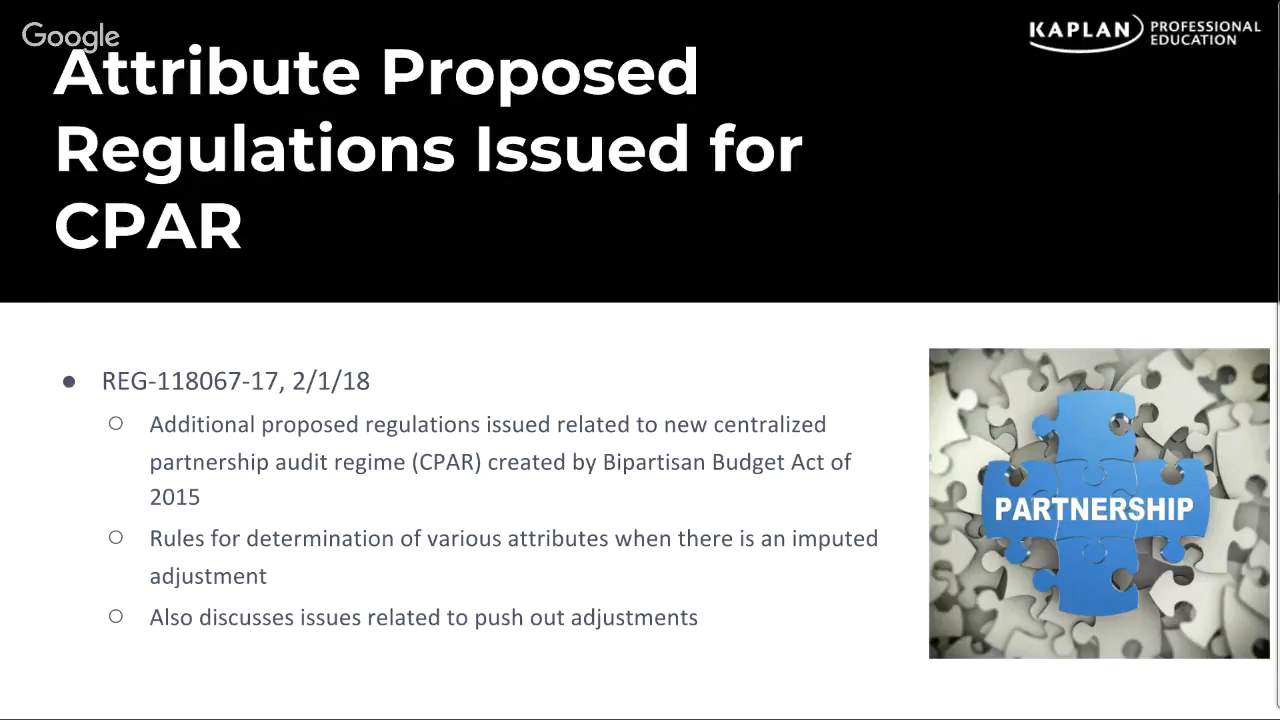 Google
KAPLAN PROFESSIONAL EDUCATION
Attribute Proposed
Regulations Issued for
CPAR
● REG-118067-17, 2/1/18
○ Additional proposed regulations issued related to new centralized
partnership audit regime (CPAR) created by Bipartisan Budget Act of
2015
○ Rules for determination of various attributes when there is an imputed
adjustment
○ Also discusses issues related to push out adjustments
PARTNERSHIP